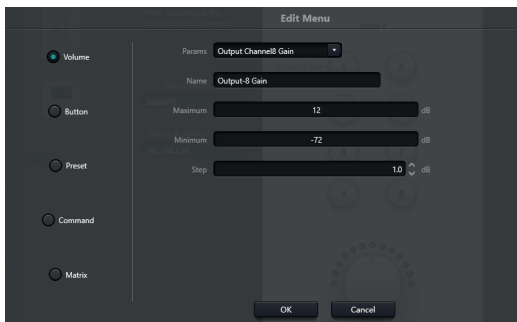 Edit Menu
Volume
Params Output Channel8 Gain
Name Output-8 Gain
Button
Maximum 12 dB
Minimum -72 dB
Preset
Step 1.0 dB
Command
Matrix
OK Cancel